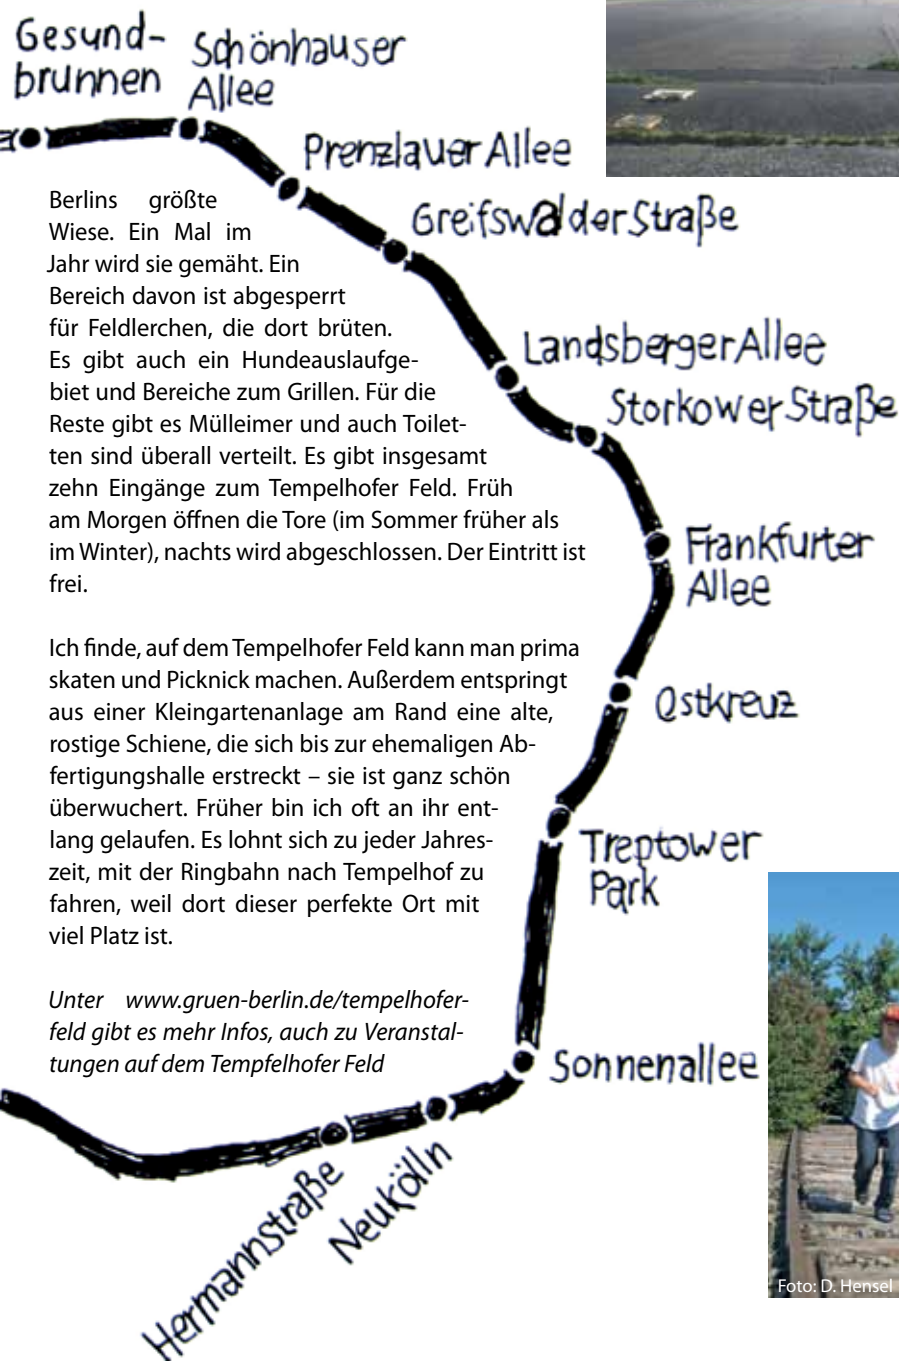 Gesund-
brunnen
Schönhauser
Allee
Prenzlauer Allee
Greifswalder Straße
Landsberger Allee
Storkower Straße
Frankfurter
Allee
Ostkreuz
Treptower
Park
Sonnenallee
Neukölln
Hermannstraße
Berlins größte
Wiese. Ein Mal im
Jahr wird sie gemäht. Ein
Bereich davon ist abgesperrt
für Feldlerchen, die dort brüten.
Es gibt auch ein Hundeauslaufge-
biet und Bereiche zum Grillen. Für die
Reste gibt es Mülleimer und auch Toilet-
ten sind überall verteilt. Es gibt insgesamt
zehn Eingänge zum Tempelhofer Feld. Früh
am Morgen öffnen die Tore (im Sommer früher als
im Winter), nachts wird abgeschlossen. Der Eintritt ist
frei.
Ich finde, auf dem Tempelhofer Feld kann man prima
skaten und Picknick machen. Außerdem entspringt
aus einer Kleingartenanlage am Rand eine alte,
rostige Schiene, die sich bis zur ehemaligen Ab-
fertigungshalle erstreckt – sie ist ganz schön
überwuchert. Früher bin ich oft an ihr ent-
lang gelaufen. Es lohnt sich zu jeder Jahres-
zeit, mit der Ringbahn nach Tempelhof zu
fahren, weil dort dieser perfekte Ort mit
viel Platz ist.
Unter www.gruen-berlin.de/tempelhofer-
feld gibt es mehr Infos, auch zu Veranstal-
tungen auf dem Tempfelhofer Feld
Foto: D. Hensel